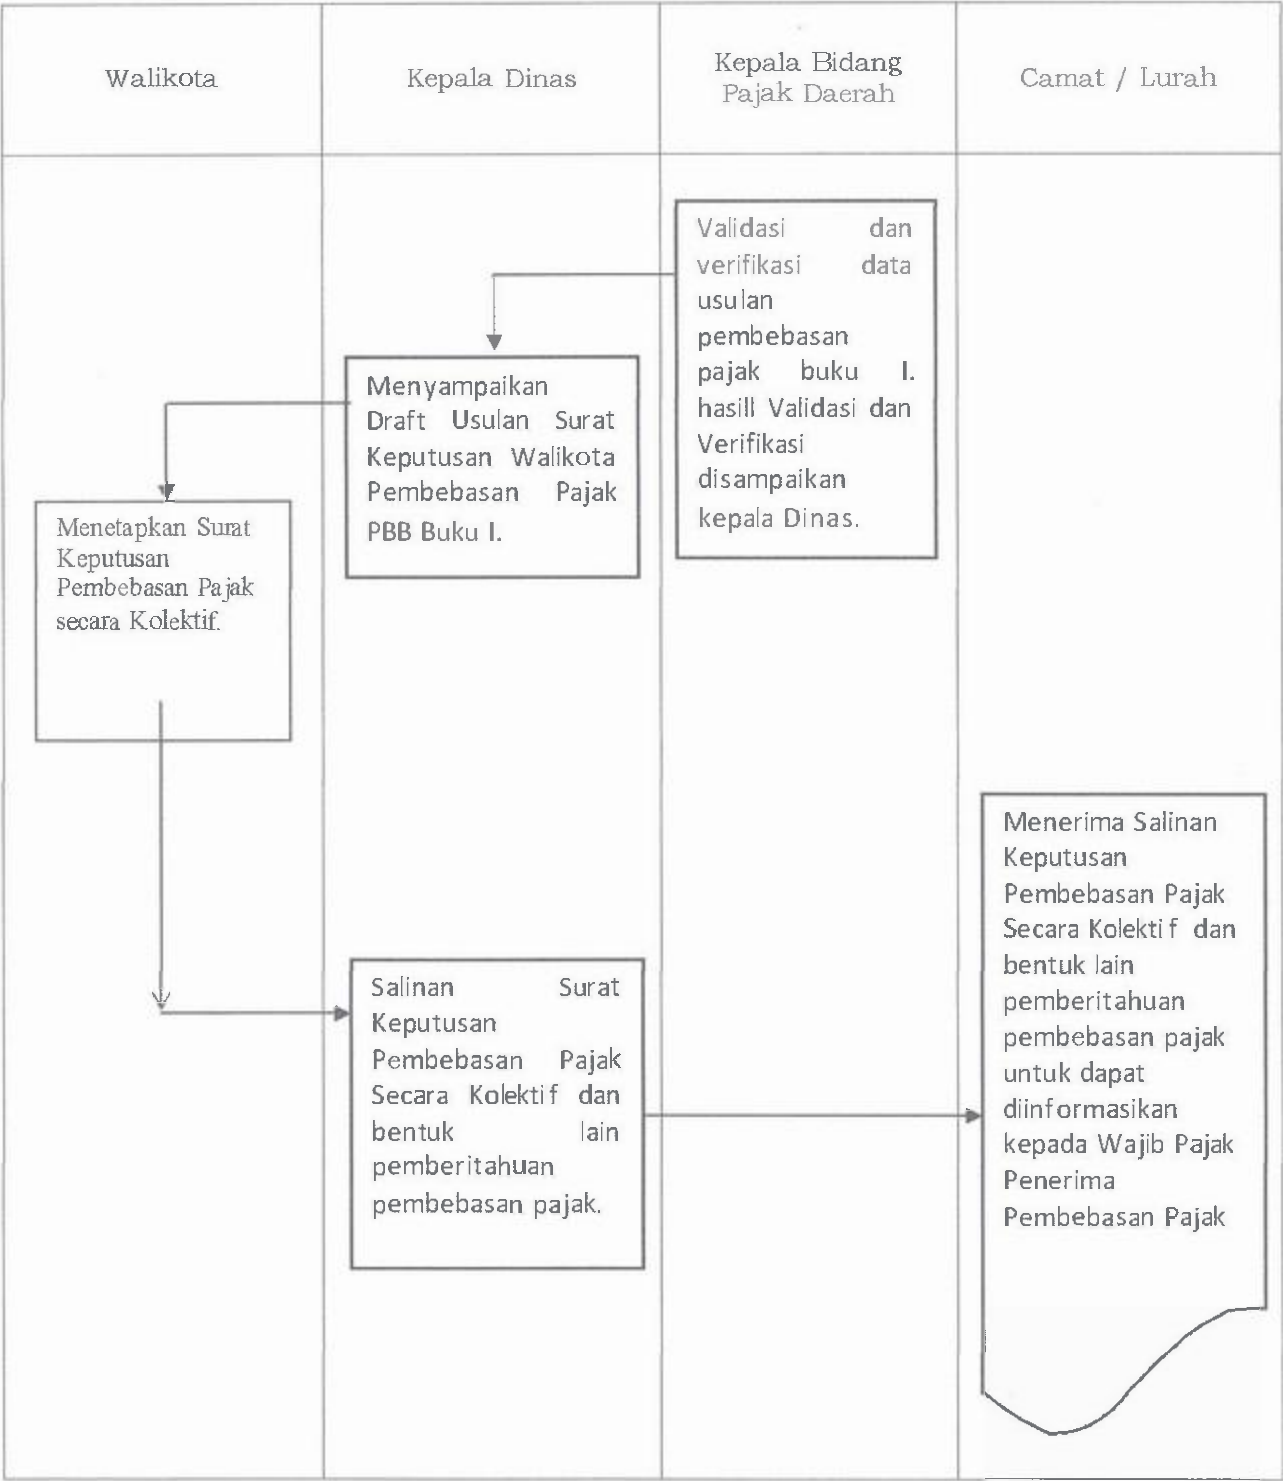 Walikota
Kepala Dinas
Kepala Bidang
Pajak Daerah
Camat / Lurah
Validasi dan
verifikasi data
usulan
pembebasan
pajak buku I.
hasill Validasi dan
Verifikasi
disampaikan
kepala Dinas.
Menyampaikan
Draft Usulan Surat
Keputusan Walikota
Pembebasan Pajak
PBB Buku I.
Menetapkan Surat
Keputusan
Pembebasan Pajak
secara Kolektif.
Salinan Surat
Keputusan
Pembebasan Pajak
Secara Kolektif dan
bentuk lain
pemberitahuan
pembebasan pajak.
Menerima Salinan
Keputusan
Pembebasan Pajak
Secara Kolektif dan
bentuk lain
pemberitahuan
pembebasan pajak
untuk dapat
diinformasikan
kepada Wajib Pajak
Penerima
Pembebasan Pajak